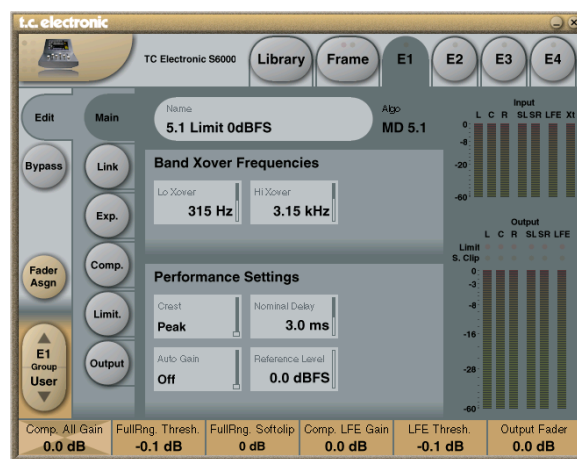 t.c. electronic
TC Electronic S6000
Library
Frame
E1
E2
E3
E4
Edit
Main
Name
5.1 Limit 0dBFS
Algo
MD 5.1
Input
L C R SL SR LFE Xt
0
-8
-20
-60
Bypass
Link
Band Xover Frequencies
Lo Xover
315 Hz
Hi Xover
3.15 kHz
Exp.
Output
L C R SL SR LFE
Limit
S. Clip
0
-3
-8
-16
-28
-60
Fader
Asgn
Comp.
Performance Settings
Crest
Peak
Nominal Delay
3.0 ms
Limit.
Auto Gain
Off
Reference Level
0.0 dBFS
E1
Group
User
Output
Comp. All Gain
0.0 dB
FullRng. Thresh.
-0.1 dB
FullRng. Softclip
0 dB
Comp. LFE Gain
0.0 dB
LFE Thresh.
-0.1 dB
Output Fader
0.0 dB